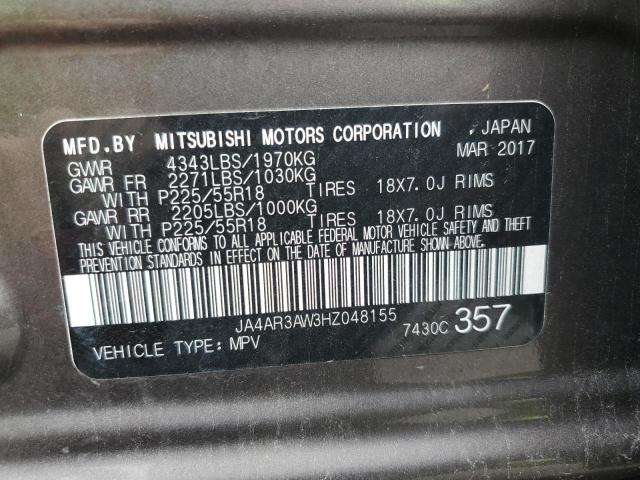 MFD.BY MITSUBISHI MOTORS CORPORATION JAPAN
GVWR 4343LBS/1970KG MAR 2017
GAWR FR 2271LBS/1030KG
WITH P225/55R18 TIRES 18X7.0J RIMS
GAWR RR 2205LBS/1000KG
WITH P225/55R18 TIRES 18X7.0J RIMS
THIS VEHICLE CONFORMS TO ALL APPLICABLE FEDERAL MOTOR VEHICLE SAFETY AND THEFT
PREVENTION STANDARDS IN EFFECT ON THE DATE OF MANUFACTURE SHOWN ABOVE.
JA4AR3AW3HZ048155
7430C 357
VEHICLE TYPE: MPV